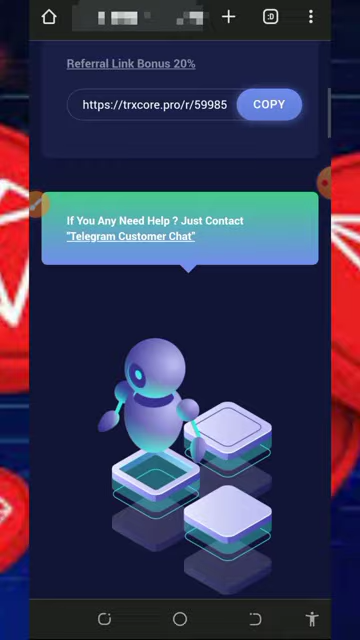 :D
Referral Link Bonus 20%
https://trxcore.pro/r/59985
COPY
If You Any Need Help ? Just Contact
"Telegram Customer Chat"